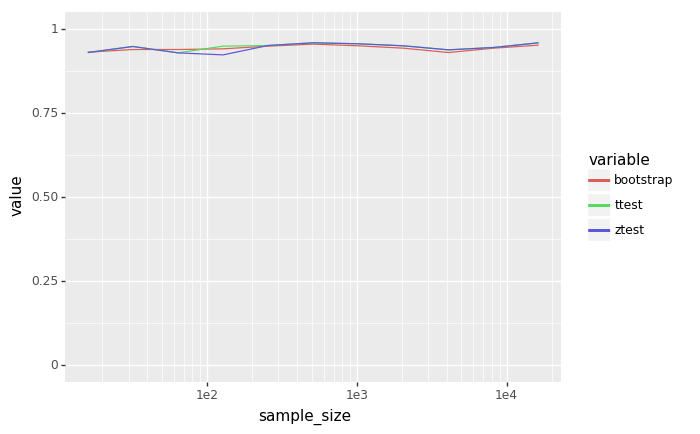 1
0.75
0.50
0.25
0
value
1e2
1e3
1e4
sample_size
variable
bootstrap
ttest
ztest